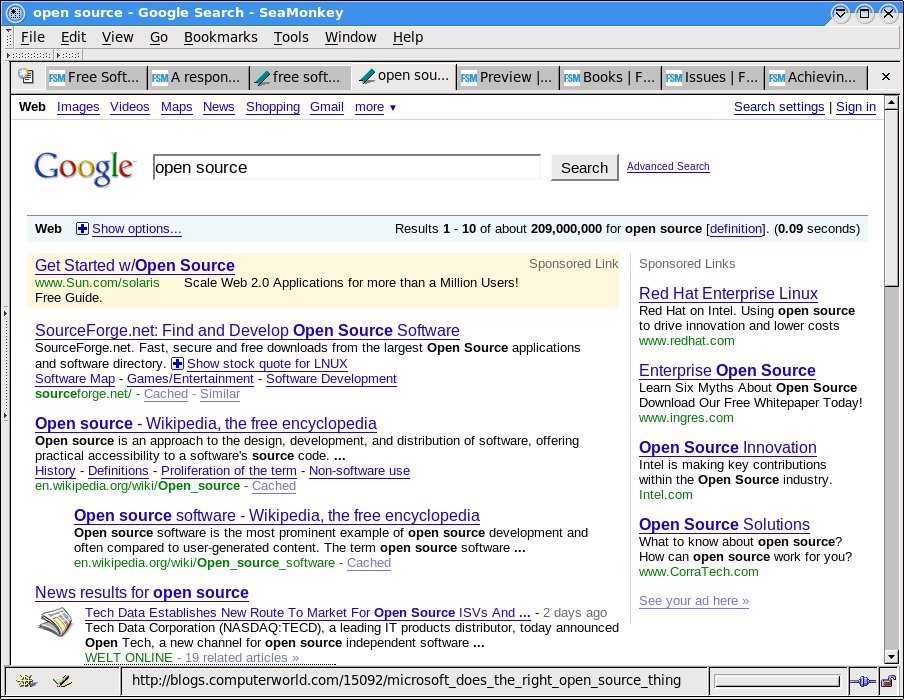 open source - Google Search - SeaMonkey
File Edit View Go Bookmarks Tools Window Help
FSM Free Soft... FSM A respon... free soft... open sou... FSM Preview |... FSM Books | F... FSM Issues | F... FSM Achievin...
Web Images Videos Maps News Shopping Gmail more ▼ Search settings | Sign in
Google open source Search Advanced Search
Web Show options... Results 1 - 10 of about 209,000,000 for open source [definition]. (0.09 seconds)
Get Started w/Open Source Sponsored Link
www.Sun.com/solaris Scale Web 2.0 Applications for more than a Million Users!
Free Guide.
SourceForge.net: Find and Develop Open Source Software
SourceForge.net. Fast, secure and free downloads from the largest Open Source applications
and software directory. Show stock quote for LNUX
Software Map - Games/Entertainment - Software Development
sourceforge.net/ - Cached - Similar
Open source - Wikipedia, the free encyclopedia
Open source is an approach to the design, development, and distribution of software, offering
practical accessibility to a software's source code. ...
History - Definitions - Proliferation of the term - Non-software use
en.wikipedia.org/wiki/Open_source - Cached
Open source software - Wikipedia, the free encyclopedia
Open source software is the most prominent example of open source development and
often compared to user-generated content. The term open source software ...
en.wikipedia.org/wiki/Open_source_software - Cached
News results for open source
Tech Data Establishes New Route To Market For Open Source ISVs And ... - 2 days ago
Tech Data Corporation (NASDAQ:TECD), a leading IT products distributor, today announced
Open Tech, a new channel for open source independent software ...
WELT ONLINE - 19 related articles »
Sponsored Links
Red Hat Enterprise Linux
Red Hat on Intel. Using open source
to drive innovation and lower costs
www.redhat.com
Enterprise Open Source
Learn Six Myths About Open Source
Download Our Free Whitepaper Today!
www.ingres.com
Open Source Innovation
Intel is making key contributions
within the Open Source industry.
Intel.com
Open Source Solutions
What to know about open source?
How can open source work for you?
www.CorraTech.com
See your ad here »
http://blogs.computerworld.com/15092/microsoft_does_the_right_open_source_thing